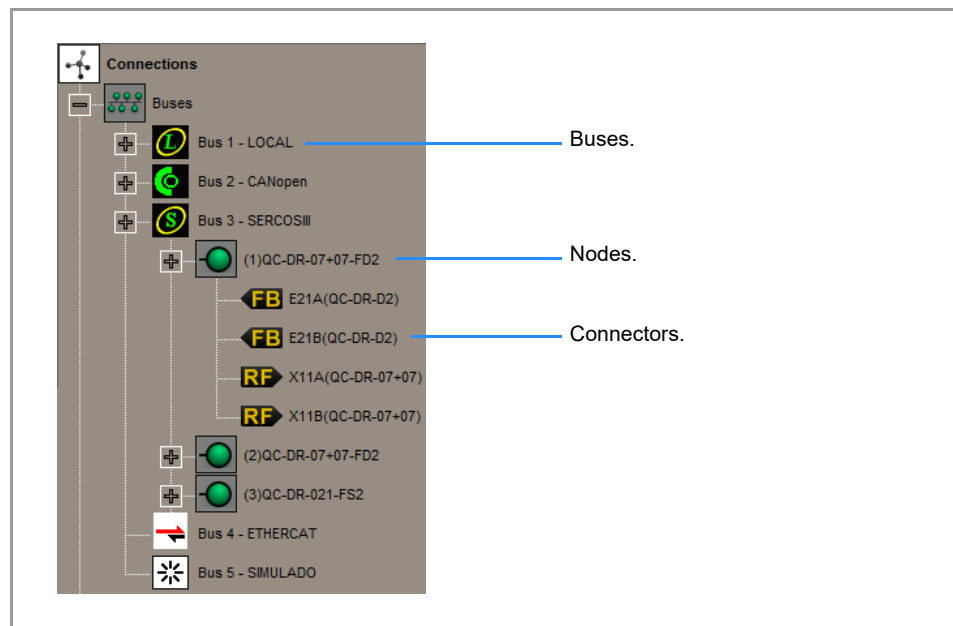 Connections
Buses
L Bus 1 - LOCAL Buses.
Bus 2 - CANopen
S Bus 3 - SERCOSIII
(1)QC-DR-07+07-FD2 Nodes.
FB E21A(QC-DR-D2)
FB E21B(QC-DR-D2) Connectors.
RF X11A(QC-DR-07+07)
RF X11B(QC-DR-07+07)
(2)QC-DR-07+07-FD2
(3)QC-DR-021-FS2
Bus 4 - ETHERCAT
Bus 5 - SIMULADO